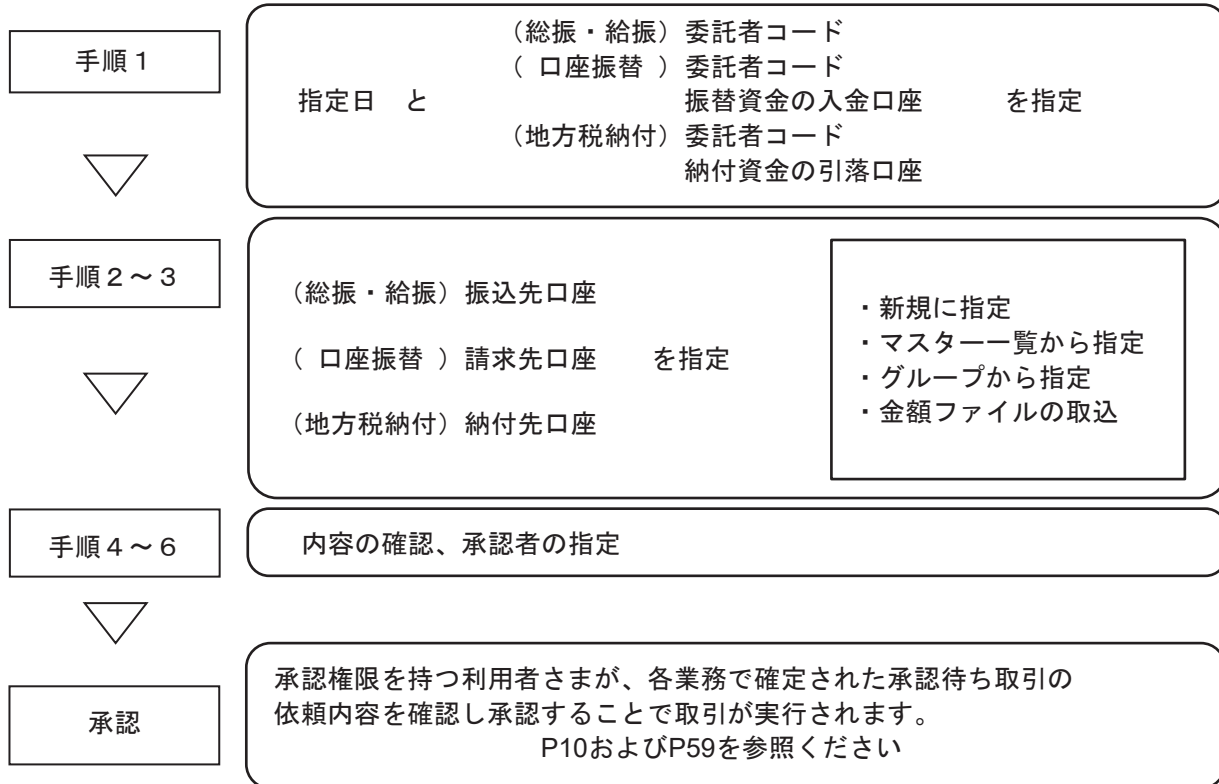 手順１
（総振・給振）委託者コード
（ 口座振替 ）委託者コード
指定日　と　振替資金の入金口座　を指定
（地方税納付）委託者コード
納付資金の引落口座
手順２～３
（総振・給振）振込先口座
（ 口座振替 ）請求先口座　を指定
（地方税納付）納付先口座
・新規に指定
・マスター一覧から指定
・グループから指定
・金額ファイルの取込
手順４～６
内容の確認、承認者の指定
承認
承認権限を持つ利用者さまが、各業務で確定された承認待ち取引の
依頼内容を確認し承認することで取引が実行されます。
P10およびP59を参照ください